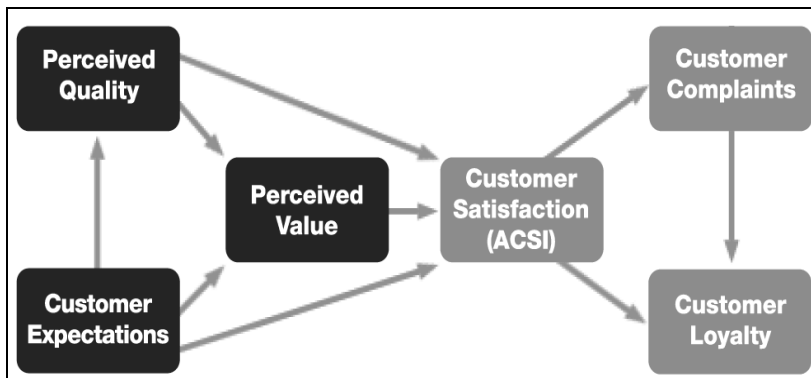 Perceived
Quality
Customer
Complaints
Perceived
Value
Customer
Satisfaction
(ACSI)
Customer
Expectations
Customer
Loyalty